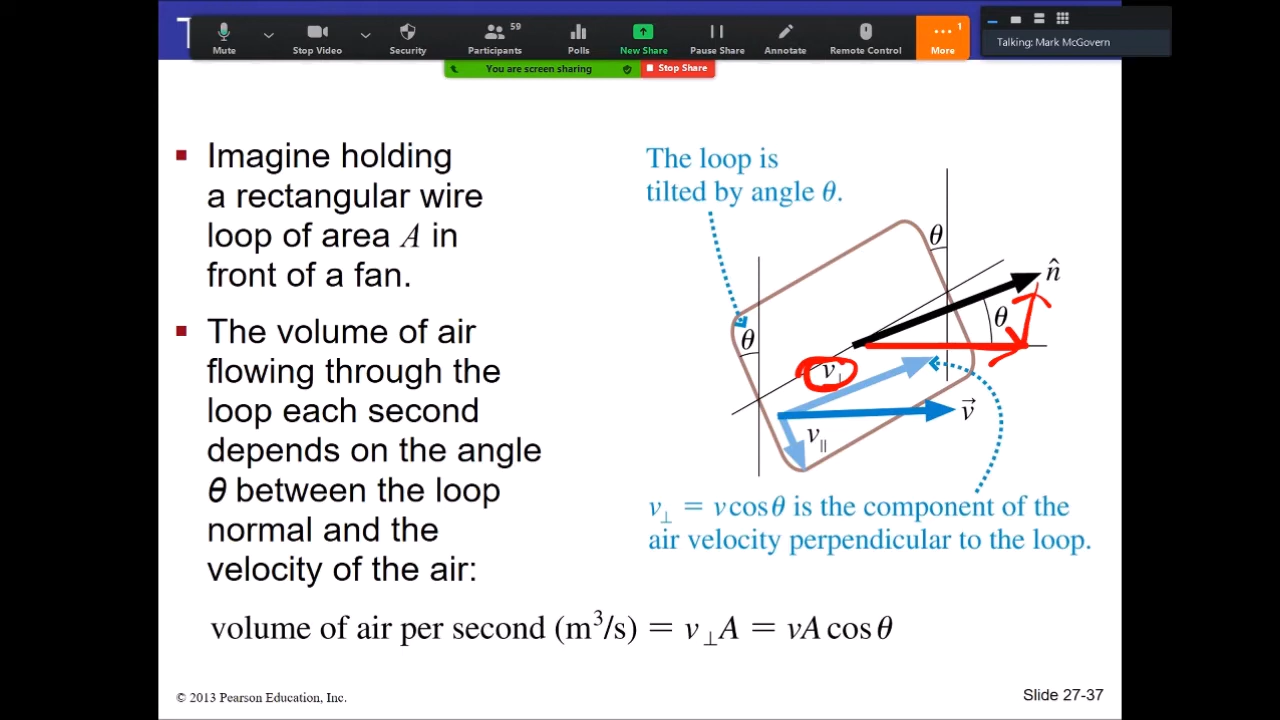 T
Mute
Stop Video
Security
59
Participants
Polls
New Share
Pause Share
Annotate
Remote Control
1
More
Talking: Mark McGovern
You are screen sharing
Stop Share
Imagine holding
a rectangular wire
loop of area A in
front of a fan.
The volume of air
flowing through the
loop each second
depends on the angle
θ between the loop
normal and the
velocity of the air:
The loop is
tilted by angle θ.
θ
n̂
θ
θ
v⊥
v⃗
v∥
v⊥ = v cos θ is the component of the
air velocity perpendicular to the loop.
volume of air per second (m³/s) = v⊥A = vA cos θ
© 2013 Pearson Education, Inc.
Slide 27-37